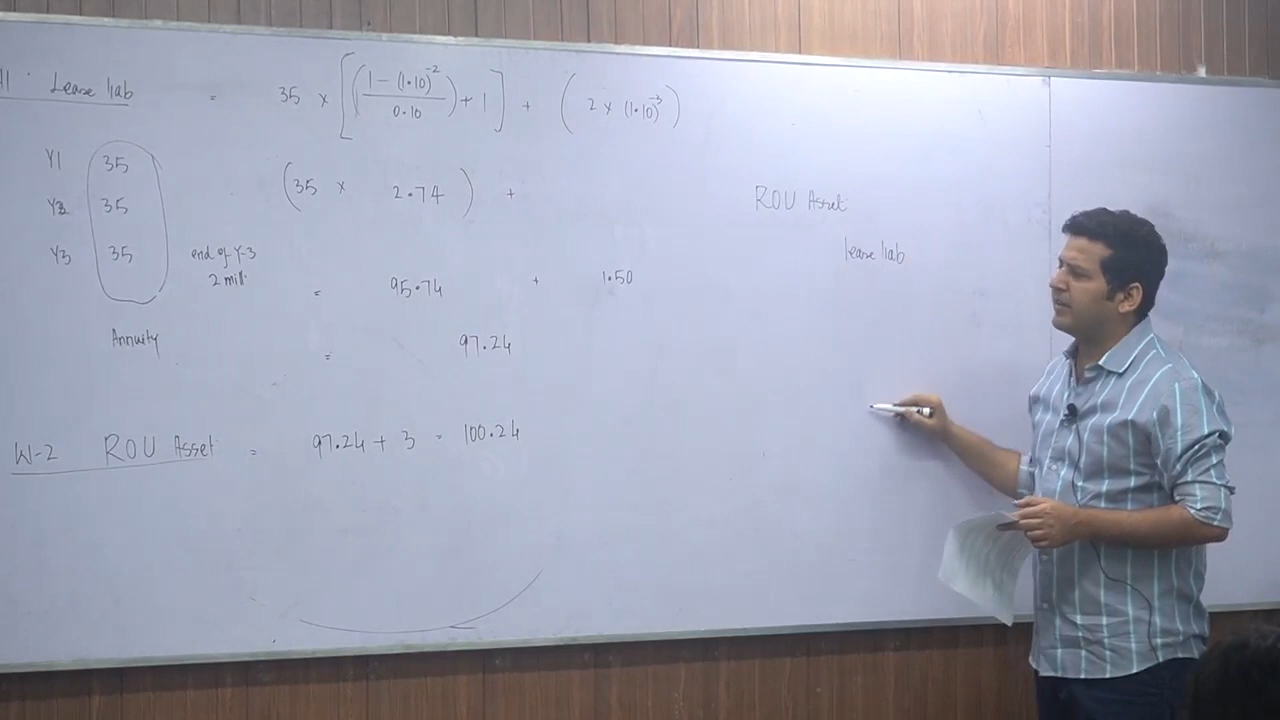 Lease liab = 35 × [((1 - (1.10)^-2)/0.10) + 1] + (2 × (1.10)^-3)
Y1 35
Y2 35
Y3 35 end of Y-3
2 mill
Annuity
(35 × 2.74) +
= 95.74 + 1.50
= 97.24
W-2 ROU Asset = 97.24 + 3 = 100.24
ROU Asset
lease liab